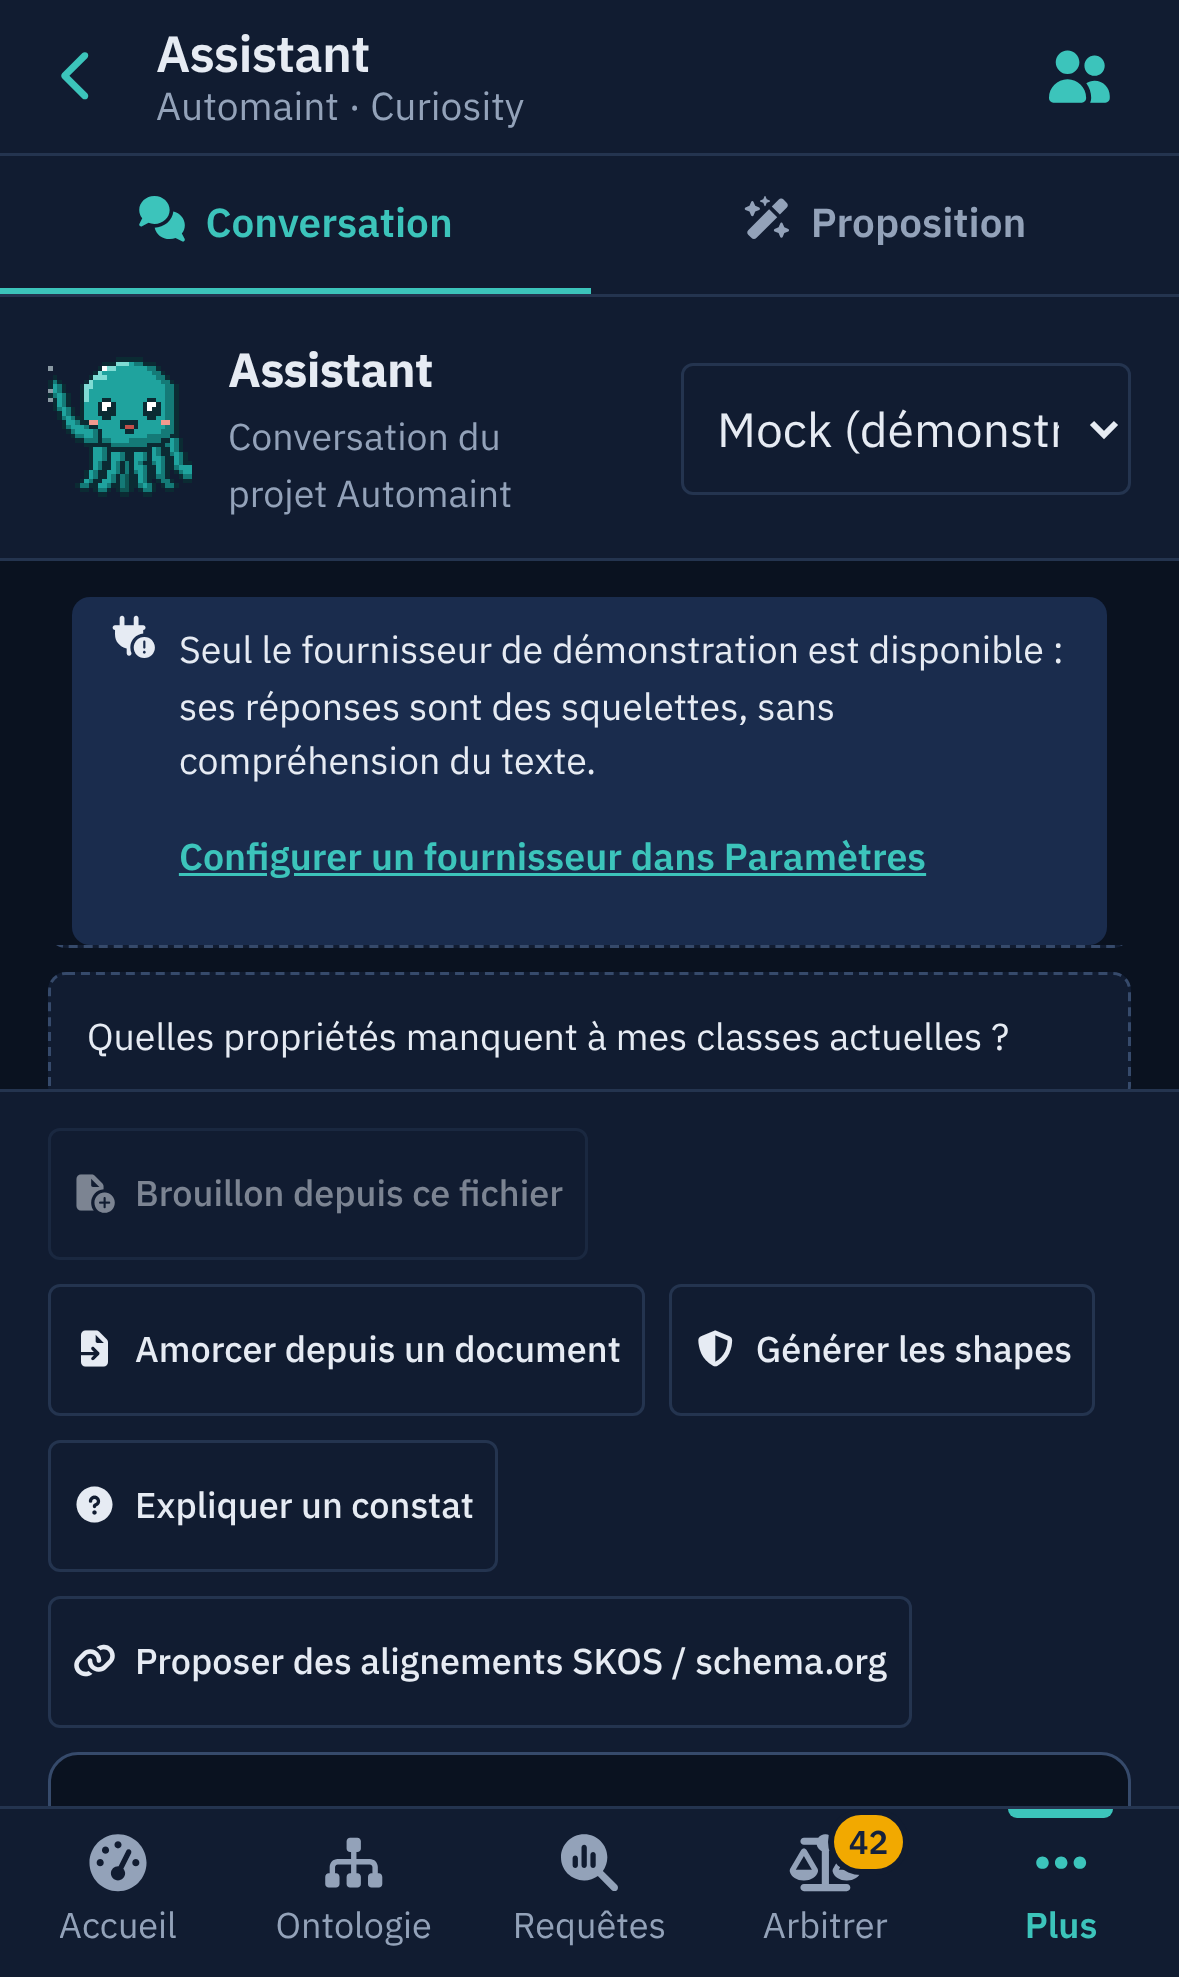 Assistant
Automaint · Curiosity
Conversation
Proposition
Assistant
Conversation du
projet Automaint
Mock (démonstr
Seul le fournisseur de démonstration est disponible :
ses réponses sont des squelettes, sans
compréhension du texte.
Configurer un fournisseur dans Paramètres
Quelles propriétés manquent à mes classes actuelles ?
Brouillon depuis ce fichier
Amorcer depuis un document
Générer les shapes
Expliquer un constat
Proposer des alignements SKOS / schema.org
42
Accueil
Ontologie
Requêtes
Arbitrer
Plus